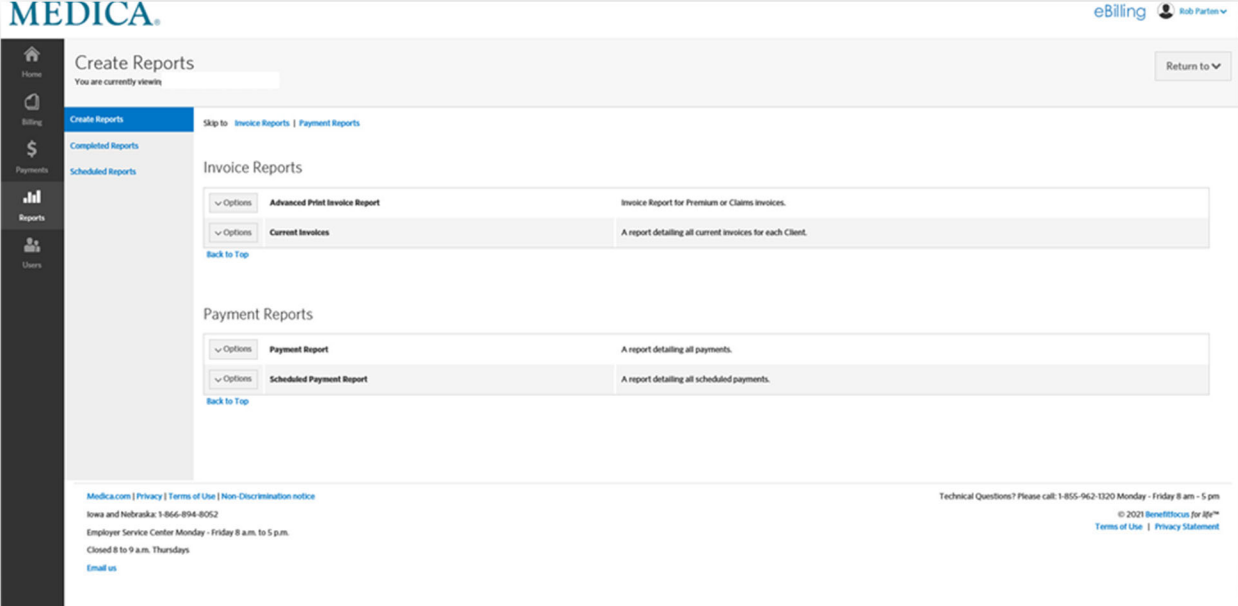 MEDICA®
eBilling Rob Parten
Home
Billing
Payments
Reports
Users
Create Reports
You are currently viewin
Return to
Create Reports
Completed Reports
Scheduled Reports
Skip to Invoice Reports | Payment Reports
Invoice Reports
Options Advanced Print Invoice Report Invoice Report for Premium or Claims invoices.
Options Current Invoices A report detailing all current invoices for each Client.
Back to Top
Payment Reports
Options Payment Report A report detailing all payments.
Options Scheduled Payment Report A report detailing all scheduled payments.
Back to Top
Medica.com | Privacy | Terms of Use | Non-Discrimination notice
Iowa and Nebraska: 1-866-894-8052
Employer Service Center Monday - Friday 8 a.m. to 5 p.m.
Closed 8 to 9 a.m. Thursdays
Email us
Technical Questions? Please call: 1-855-962-1320 Monday - Friday 8 am - 5 pm
© 2021 Benefitfocus for life℠
Terms of Use | Privacy Statement